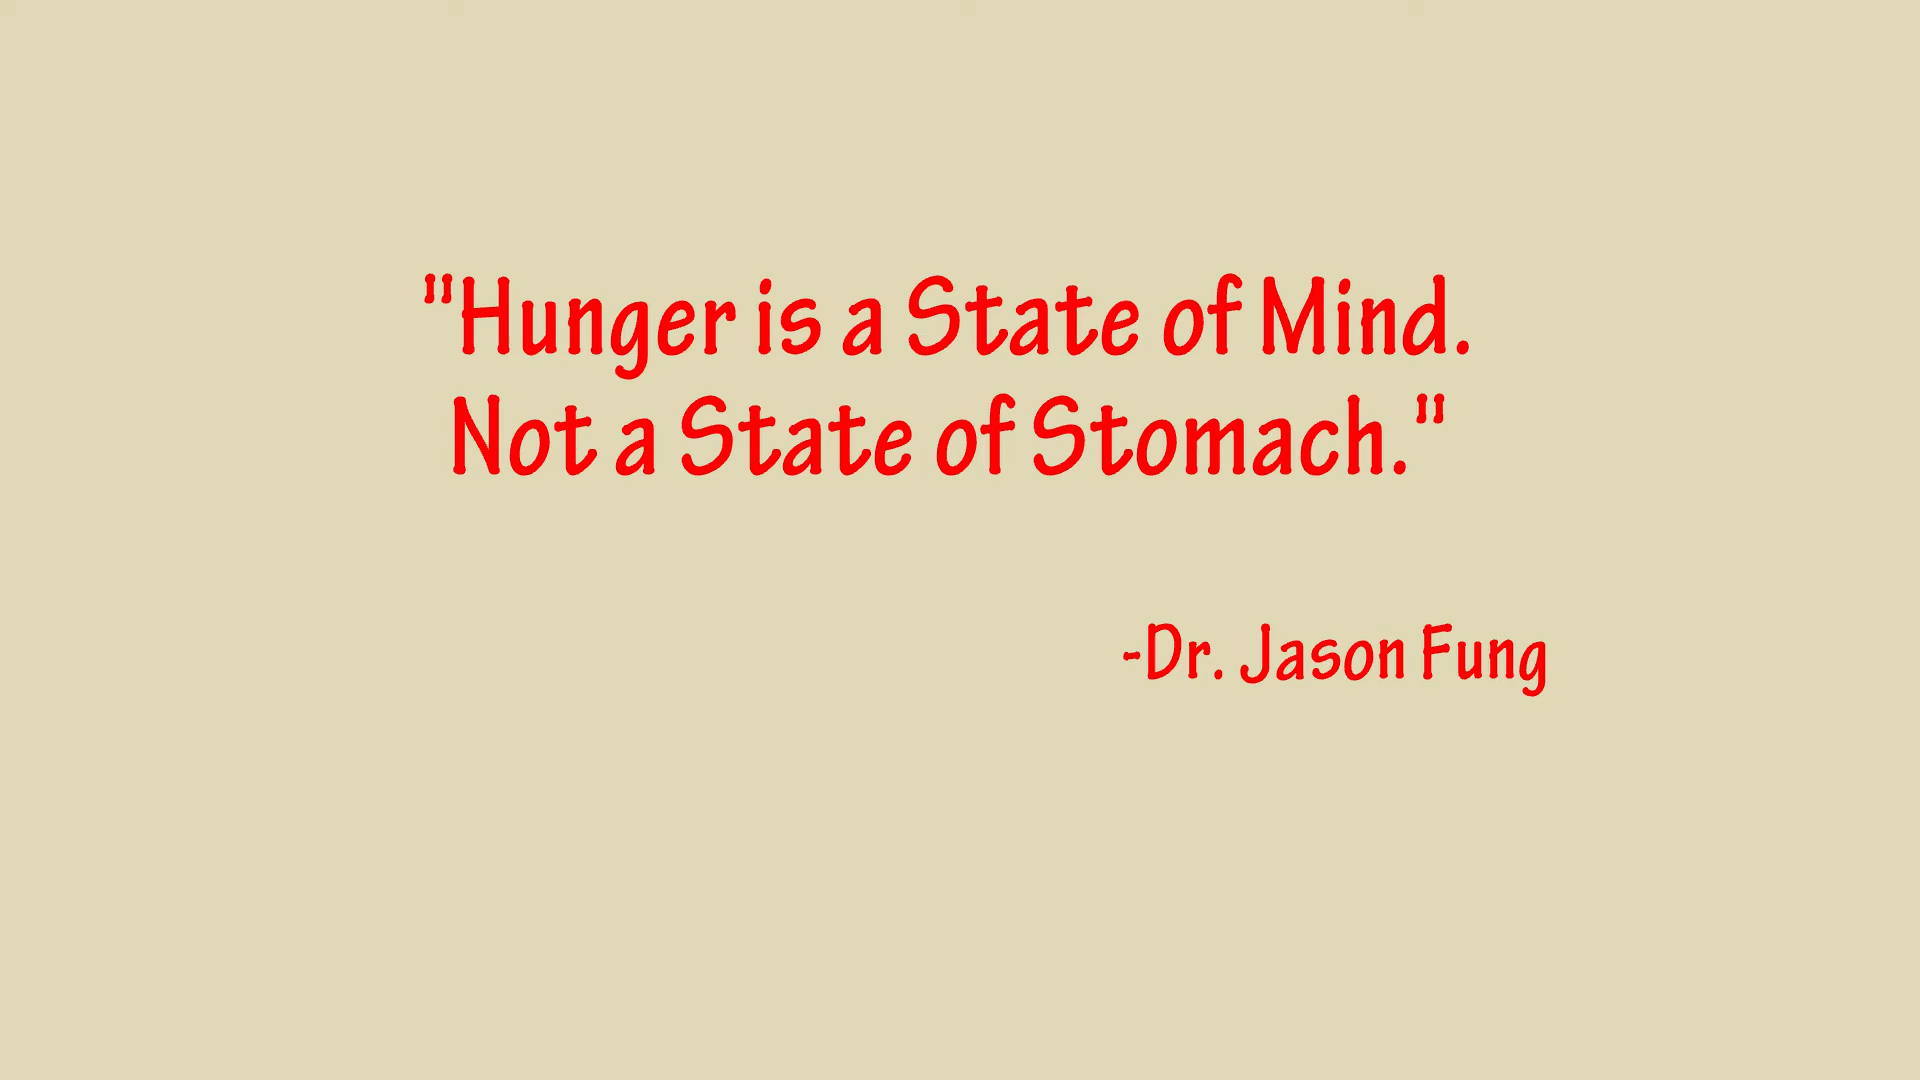 "Hunger is a State of Mind.
Not a State of Stomach."
-Dr. Jason Fung